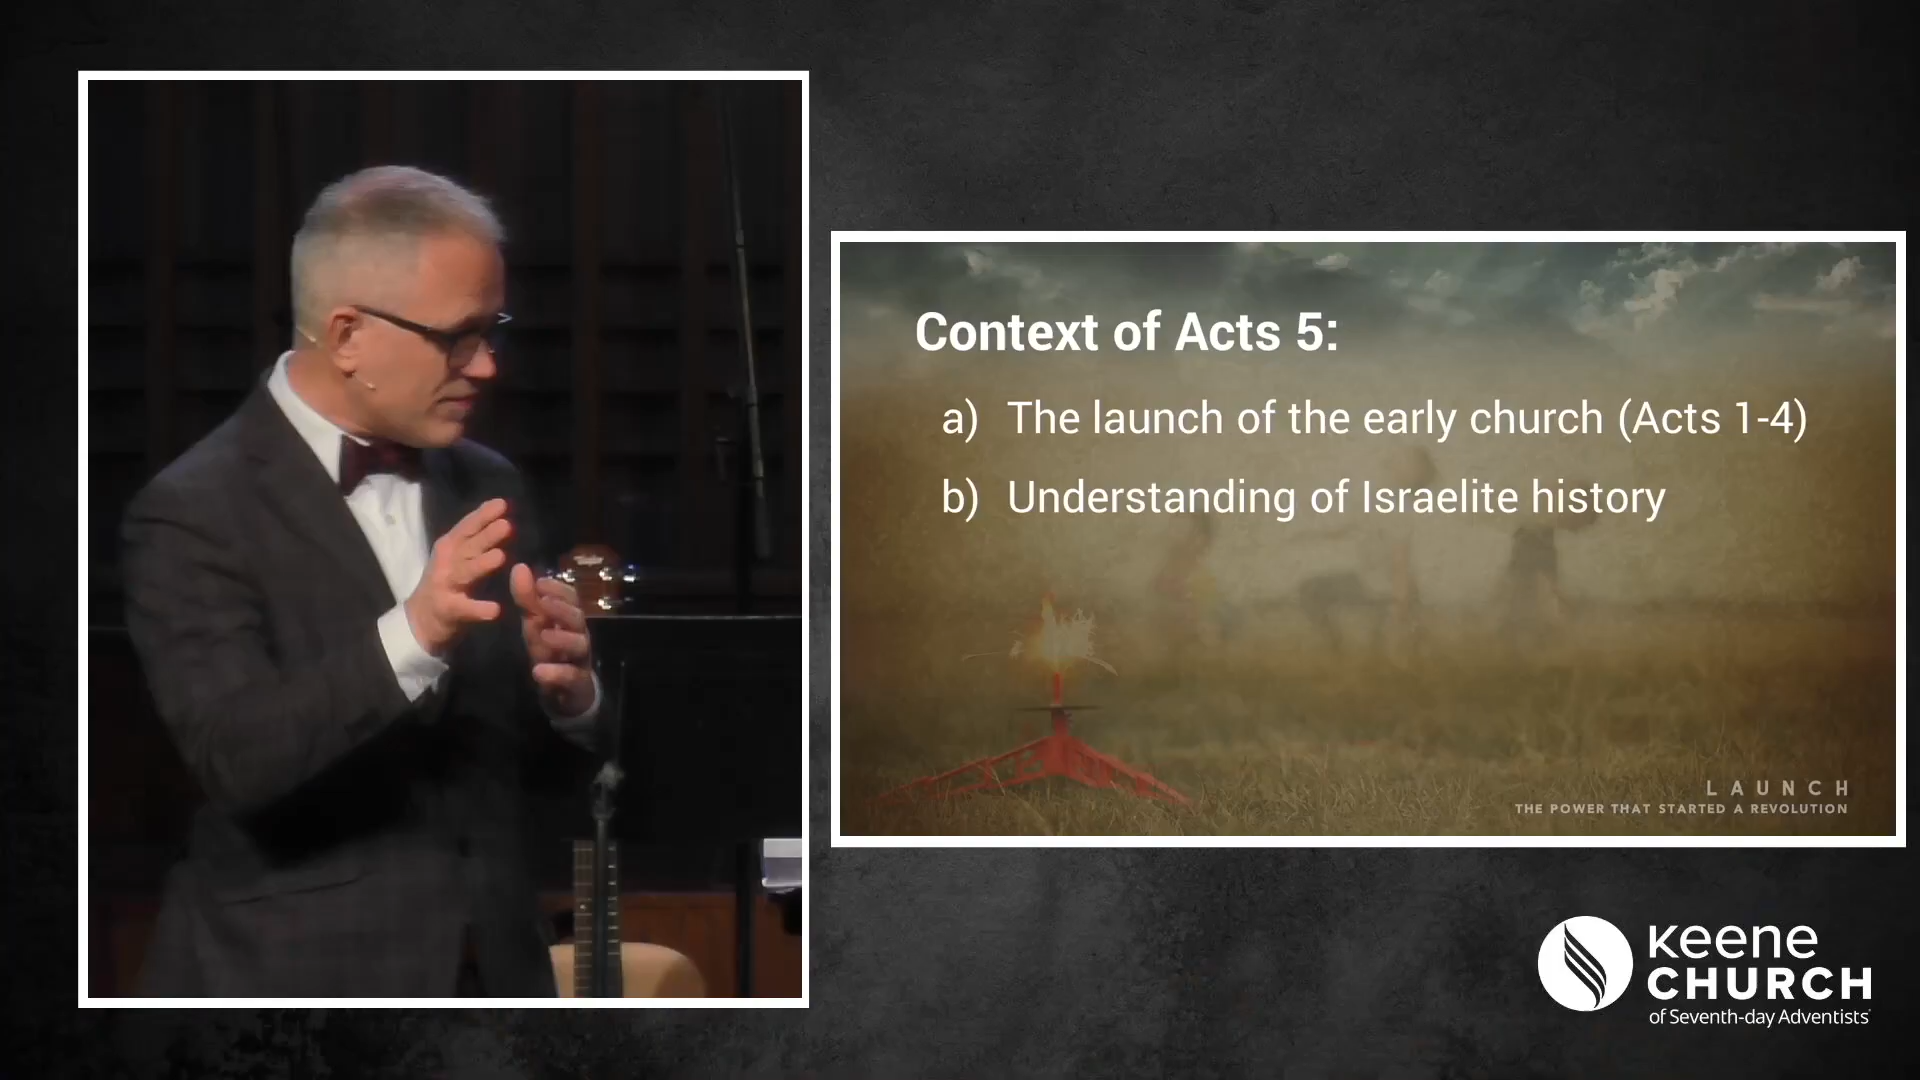 Context of Acts 5:
a) The launch of the early church (Acts 1-4)
b) Understanding of Israelite history
LAUNCH
THE POWER THAT STARTED A REVOLUTION
Keene
CHURCH
of Seventh-day Adventists